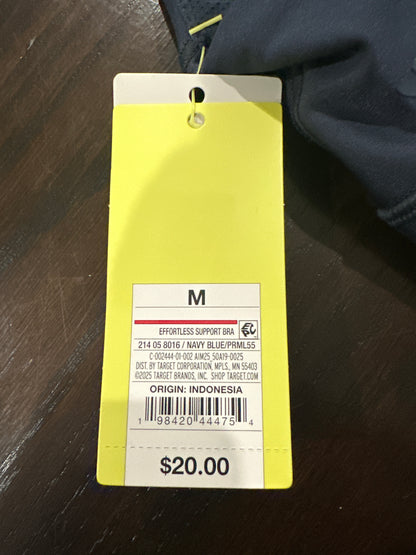 M
EFFORTLESS SUPPORT BRA
214 05 8016 / NAVY BLUE/PRML55
C-002444-01-002 AIM25_50A19-0025
DIST. BY TARGET CORPORATION, MPLS., MN 55403
©2025 TARGET BRANDS, INC. SHOP TARGET.COM
ORIGIN: INDONESIA
1 98420 44475 4
$20.00